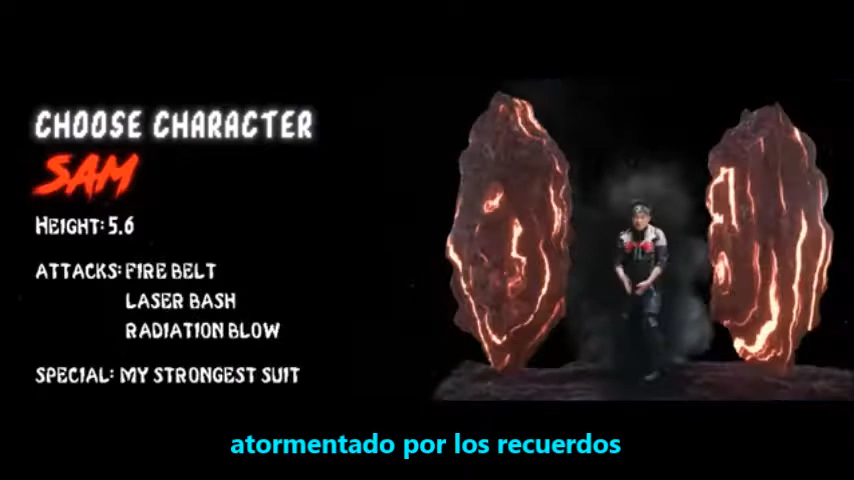 CHOOSE CHARACTER
SAM
HEIGHT: 5.6
ATTACKS: FIRE BELT
LASER BASH
RADIATION BLOW
SPECIAL: MY STRONGEST SUIT
atormentado por los recuerdos